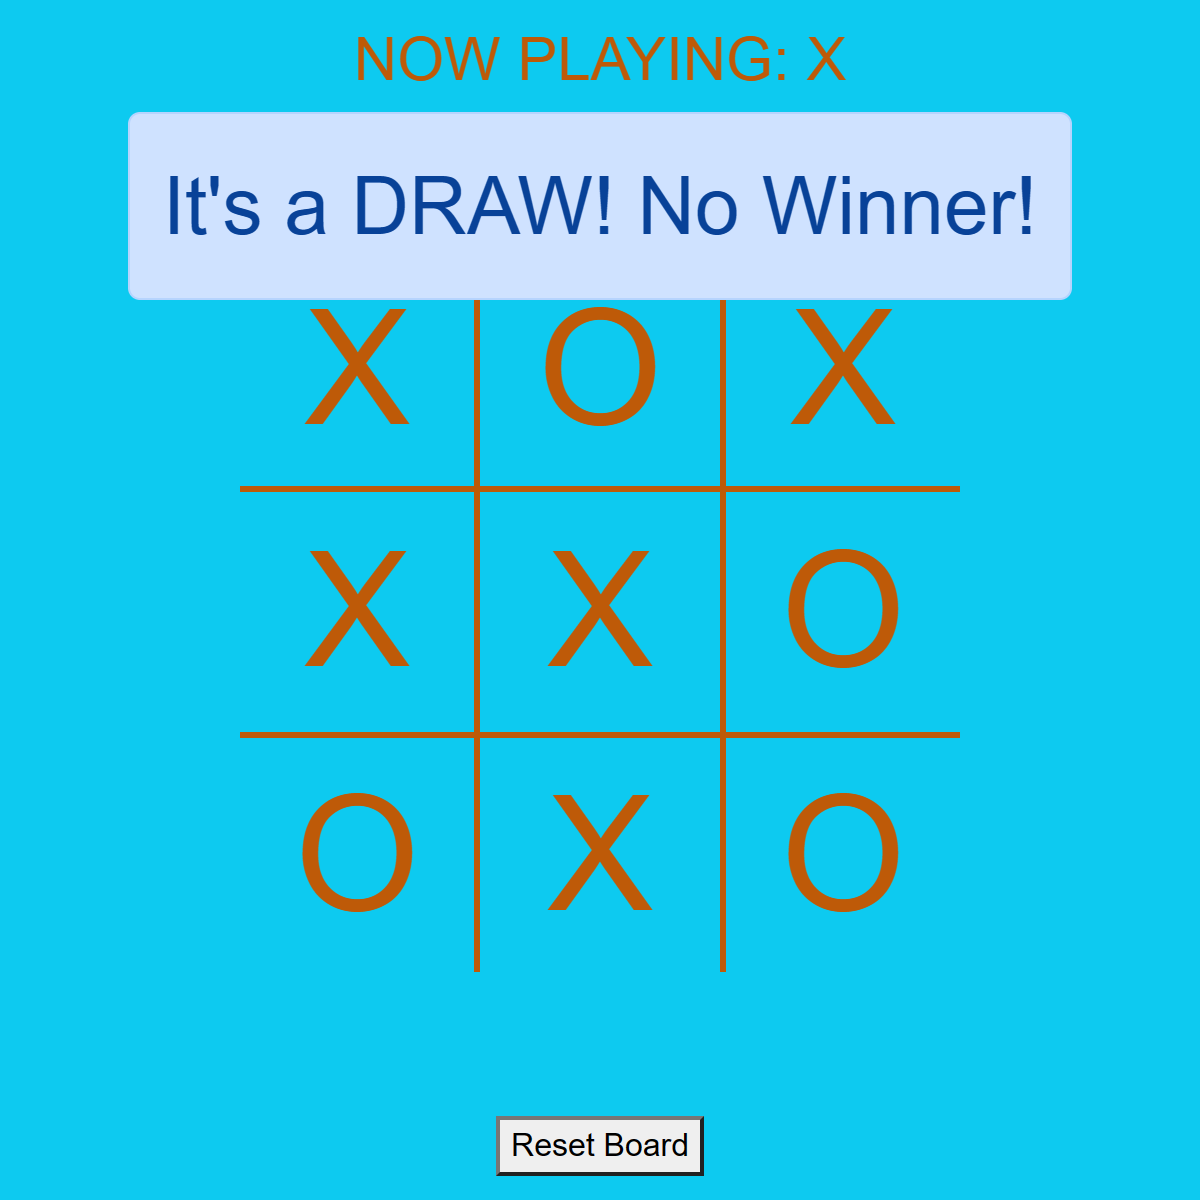 NOW PLAYING: X
It's a DRAW! No Winner!
X O X
X X O
O X O
Reset Board